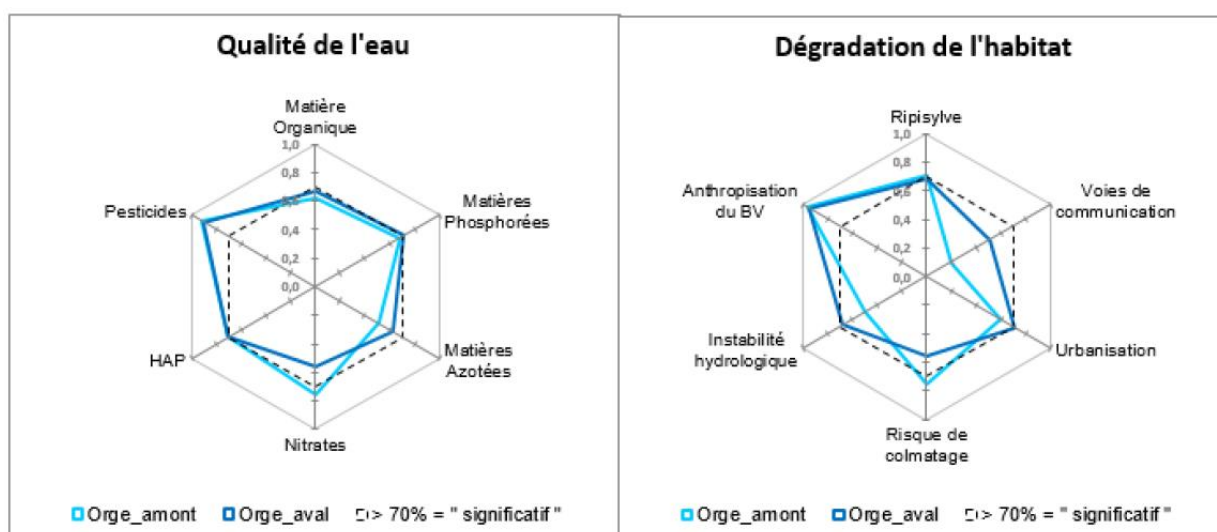 Qualité de l'eau
Matière
Organique
1,0
0,8
0,6
0,4
0,2
0,0
Matières
Phosphorées
Matières
Azotées
Nitrates
HAP
Pesticides
Orge_amont
Orge_aval
> 70% = " significatif "
Dégradation de l'habitat
Ripisylve
1,0
0,8
0,6
0,4
0,2
0,0
Voies de
communication
Urbanisation
Risque de
colmatage
Instabilité
hydrologique
Anthropisation
du BV
Orge_amont
Orge_aval
> 70% = " significatif "